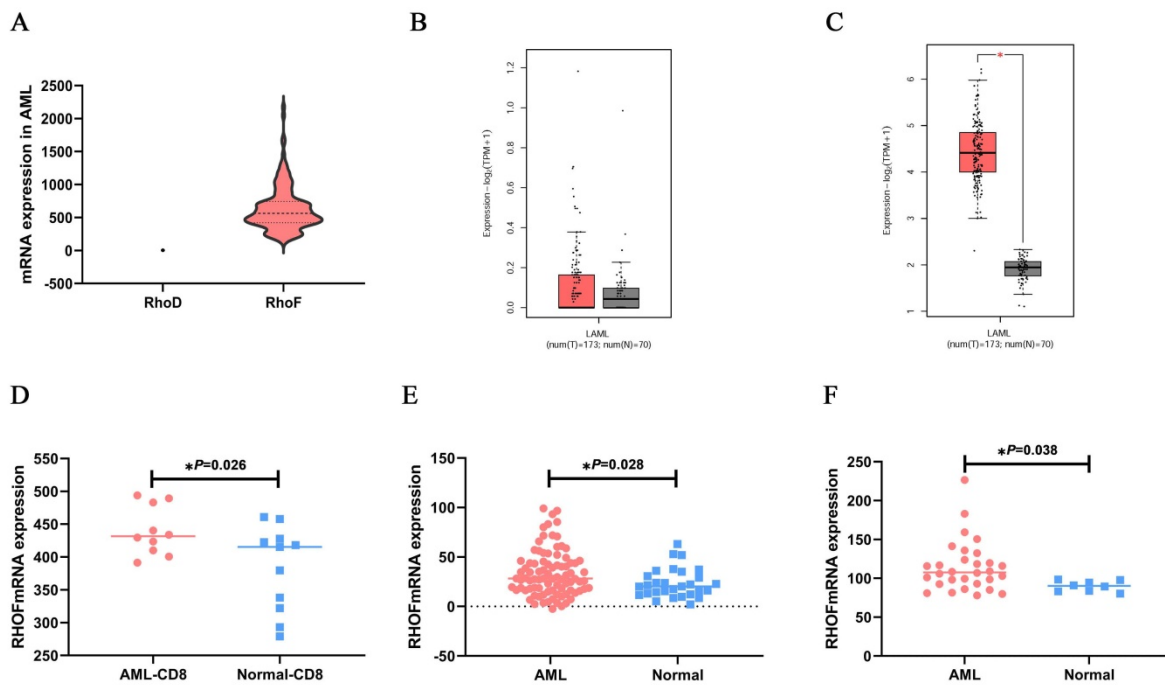 A
mRNA expression in AML
2500
2000
1500
1000
500
0
-500
RhoD
RhoF
B
Expression – log₂(TPM+1)
1.2
1.0
0.8
0.6
0.4
0.2
0.0
LAML
(num(T)=173; num(N)=70)
C
*
Expression – log₂(TPM+1)
6
5
4
3
2
1
LAML
(num(T)=173; num(N)=70)
D
RHOFmRNA expression
550
500
450
400
350
300
250
*P=0.026
AML-CD8
Normal-CD8
E
RHOFmRNA expression
150
100
50
0
-50
*P=0.028
AML
Normal
F
RHOFmRNA expression
250
200
150
100
50
0
*P=0.038
AML
Normal